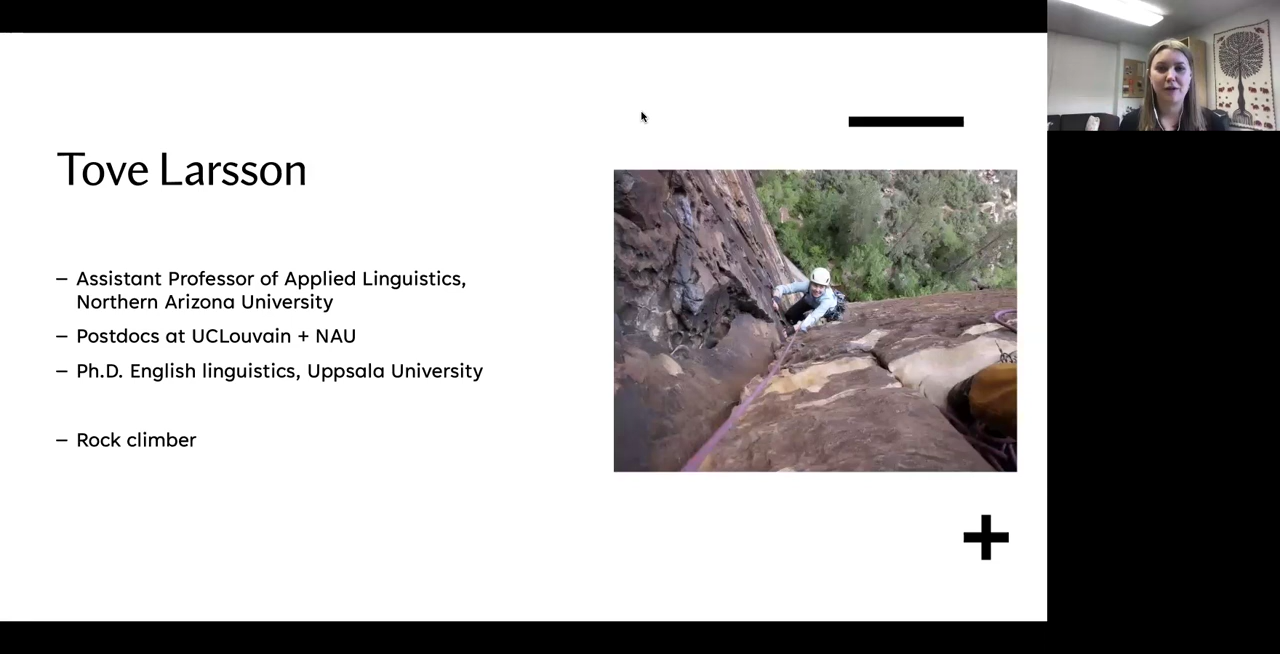 Tove Larsson
– Assistant Professor of Applied Linguistics,
Northern Arizona University
– Postdocs at UCLouvain + NAU
– Ph.D. English linguistics, Uppsala University
– Rock climber